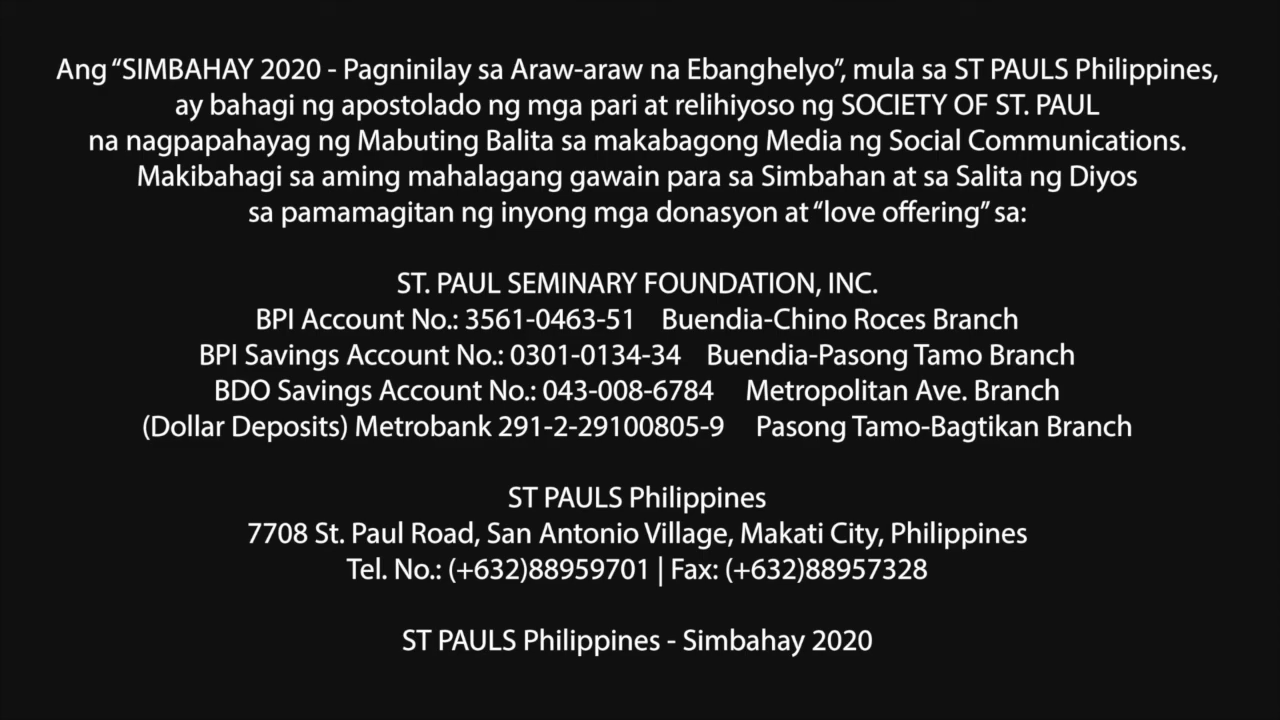 Ang “SIMBAHAY 2020 - Pagninilay sa Araw-araw na Ebanghelyo”, mula sa ST PAULS Philippines,
ay bahagi ng apostolado ng mga pari at relihiyoso ng SOCIETY OF ST. PAUL
na nagpapahayag ng Mabuting Balita sa makabagong Media ng Social Communications.
Makibahagi sa aming mahalagang gawain para sa Simbahan at sa Salita ng Diyos
sa pamamagitan ng inyong mga donasyon at “love offering” sa:
ST. PAUL SEMINARY FOUNDATION, INC.
BPI Account No.: 3561-0463-51 Buendia-Chino Roces Branch
BPI Savings Account No.: 0301-0134-34 Buendia-Pasong Tamo Branch
BDO Savings Account No.: 043-008-6784 Metropolitan Ave. Branch
(Dollar Deposits) Metrobank 291-2-29100805-9 Pasong Tamo-Bagtikan Branch
ST PAULS Philippines
7708 St. Paul Road, San Antonio Village, Makati City, Philippines
Tel. No.: (+632)88959701 | Fax: (+632)88957328
ST PAULS Philippines - Simbahay 2020